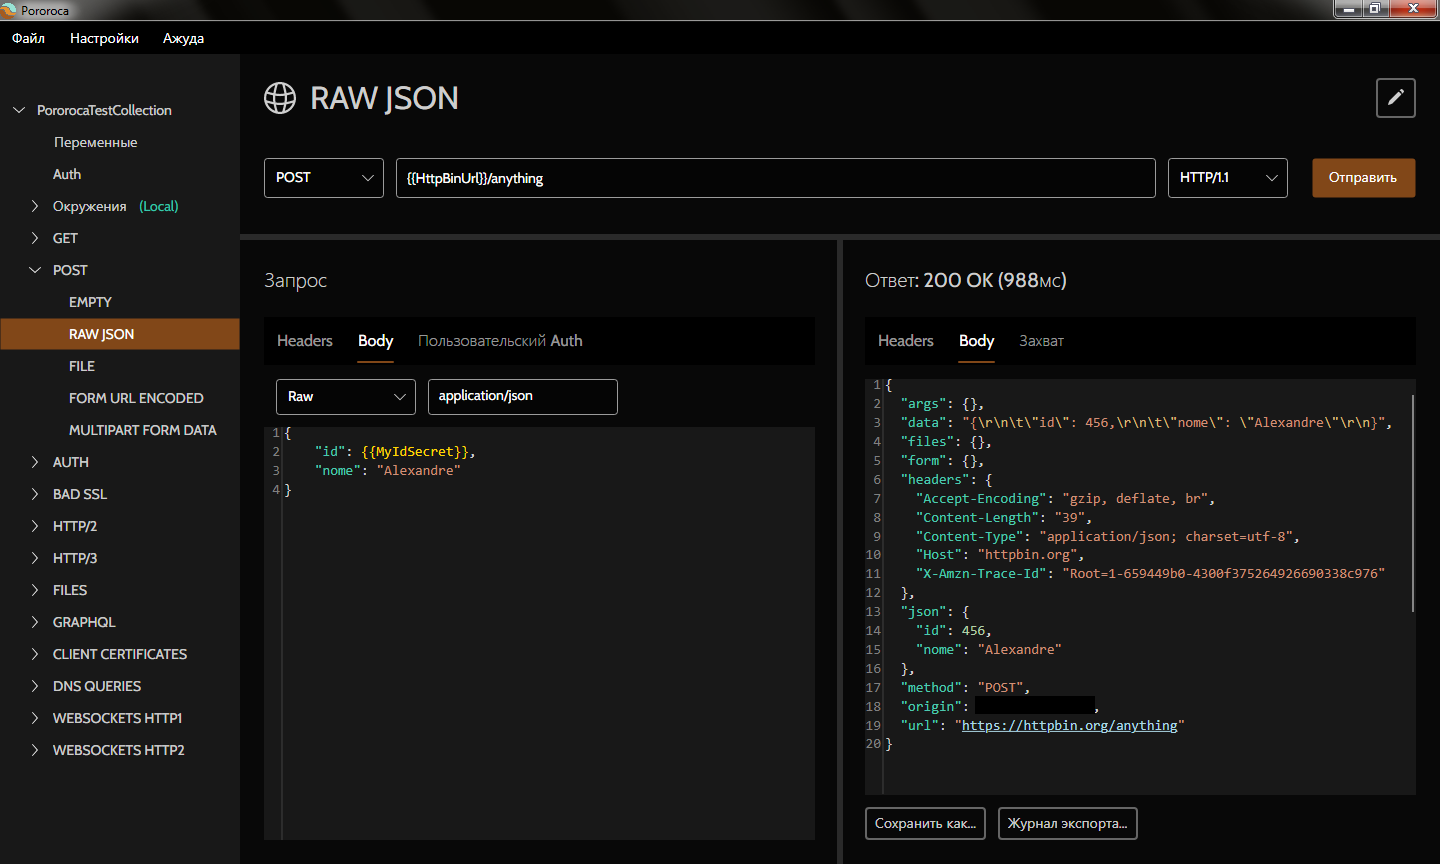 Pororoca
Файл Настройки Ажуда
PororocaTestCollection
Переменные
Auth
Окружения (Local)
GET
POST
EMPTY
RAW JSON
FILE
FORM URL ENCODED
MULTIPART FORM DATA
AUTH
BAD SSL
HTTP/2
HTTP/3
FILES
GRAPHQL
CLIENT CERTIFICATES
DNS QUERIES
WEBSOCKETS HTTP1
WEBSOCKETS HTTP2
RAW JSON
POST {{HttpBinUrl}}/anything HTTP/1.1 Отправить
Запрос
Headers Body Пользовательский Auth
Raw application/json
1 {
2 "id": {{MyIdSecret}},
3 "nome": "Alexandre"
4 }
Ответ: 200 OK (988мс)
Headers Body Захват
1 {
2 "args": {},
3 "data": "{\r\n\t\"id\": 456,\r\n\t\"nome\": \"Alexandre\"\r\n}",
4 "files": {},
5 "form": {},
6 "headers": {
7 "Accept-Encoding": "gzip, deflate, br",
8 "Content-Length": "39",
9 "Content-Type": "application/json; charset=utf-8",
10 "Host": "httpbin.org",
11 "X-Amzn-Trace-Id": "Root=1-659449b0-4300f375264926690338c976"
12 },
13 "json": {
14 "id": 456,
15 "nome": "Alexandre"
16 },
17 "method": "POST",
18 "origin": ,
19 "url": "https://httpbin.org/anything"
20 }
Сохранить как... Журнал экспорта...